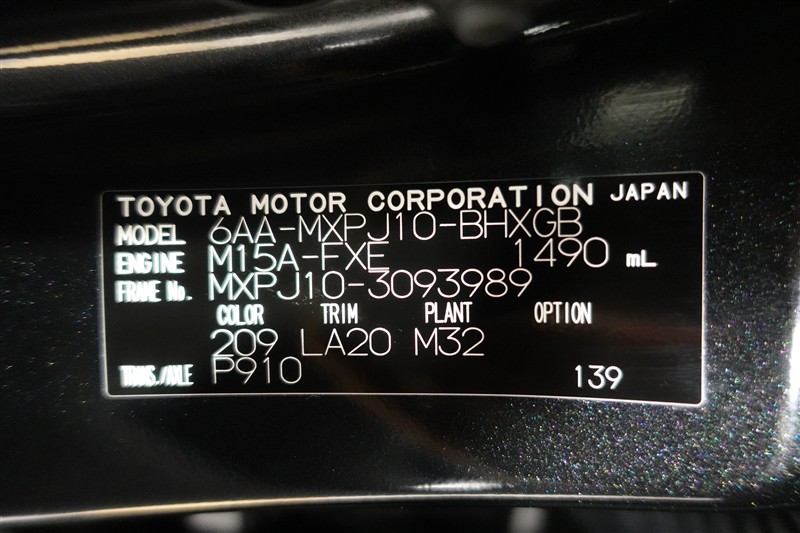 TOYOTA MOTOR CORPORATION JAPAN
MODEL 6AA-MXPJ10-BHXGB
ENGINE M15A-FXE 1490 mL
FRAME No. MXPJ10-3093989
COLOR TRIM PLANT OPTION
209 LA20 M32
TRANS./AXLE P910 139